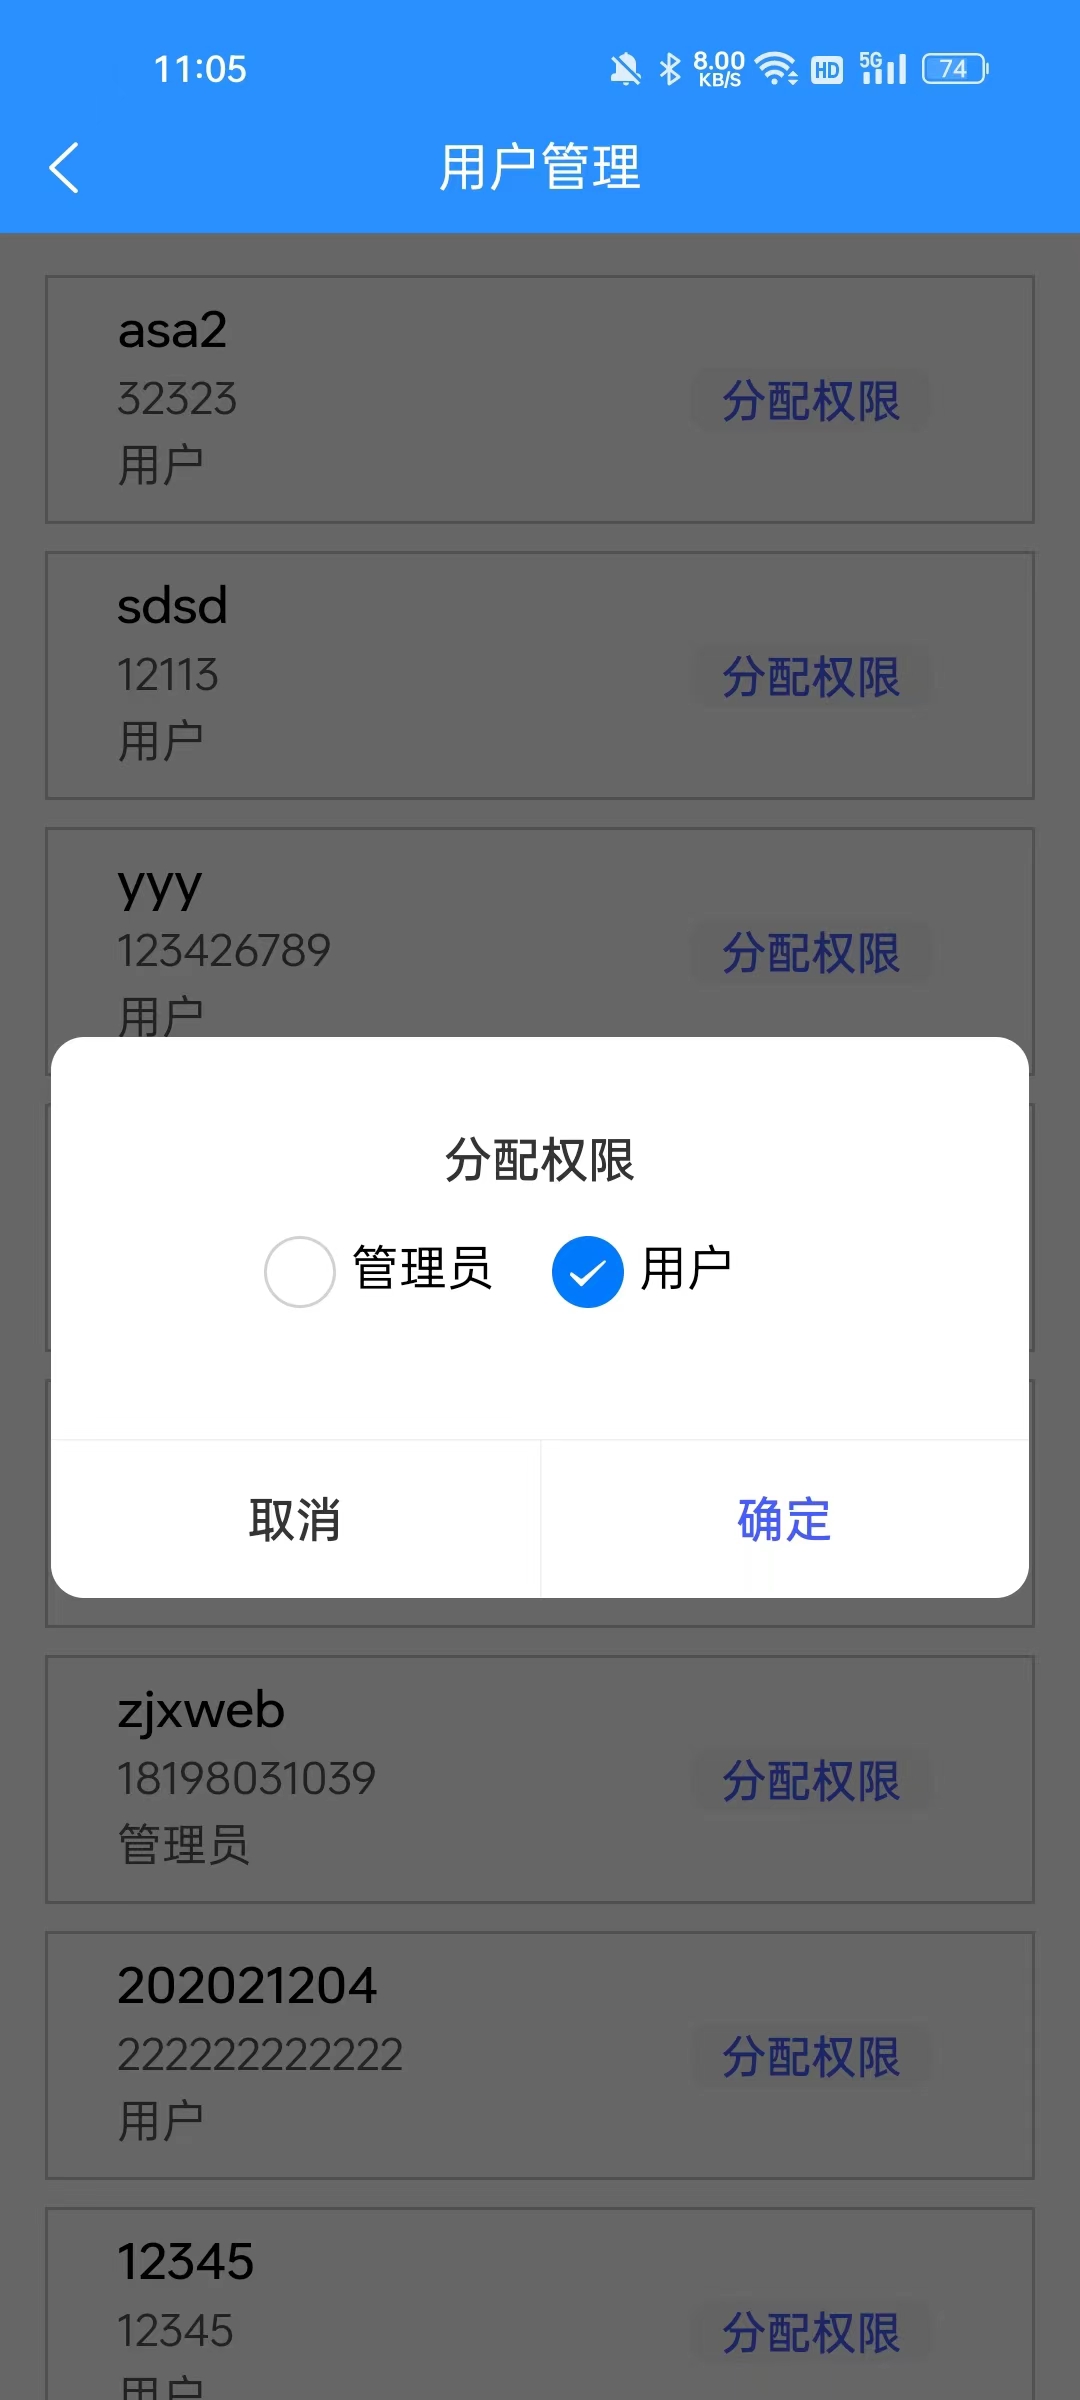 11:05
8.00
KB/S
HD
5G
74
用户管理
asa2
32323
分配权限
用户
sdsd
12113
分配权限
用户
yyy
123426789
分配权限
用户
分配权限
管理员
用户
取消
确定
zjxweb
18198031039
分配权限
管理员
202021204
222222222222
分配权限
用户
12345
12345
分配权限
用户